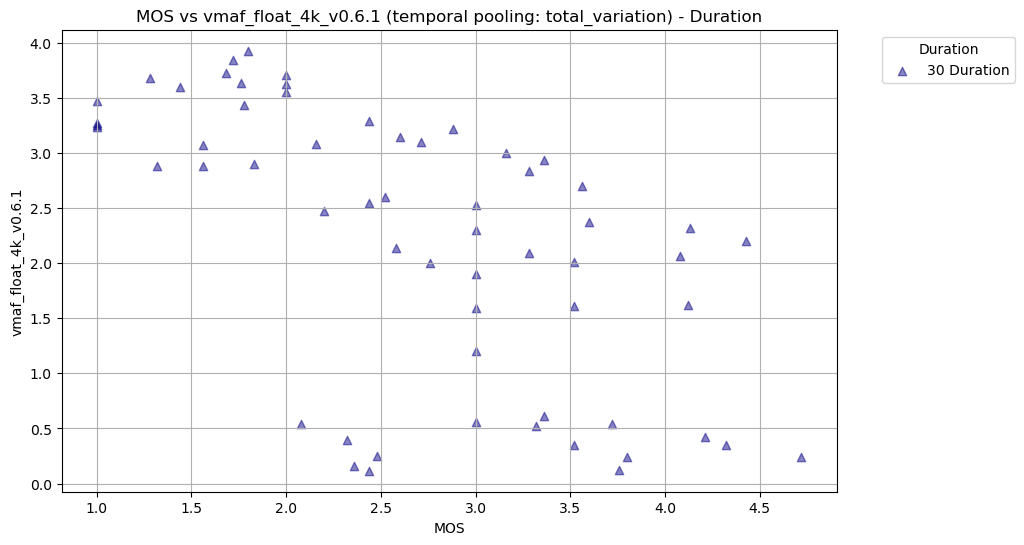 MOS vs vmaf_float_4k_v0.6.1 (temporal pooling: total_variation) - Duration
Duration
30 Duration
vmaf_float_4k_v0.6.1
4.0
3.5
3.0
2.5
2.0
1.5
1.0
0.5
0.0
1.0 1.5 2.0 2.5 3.0 3.5 4.0 4.5
MOS